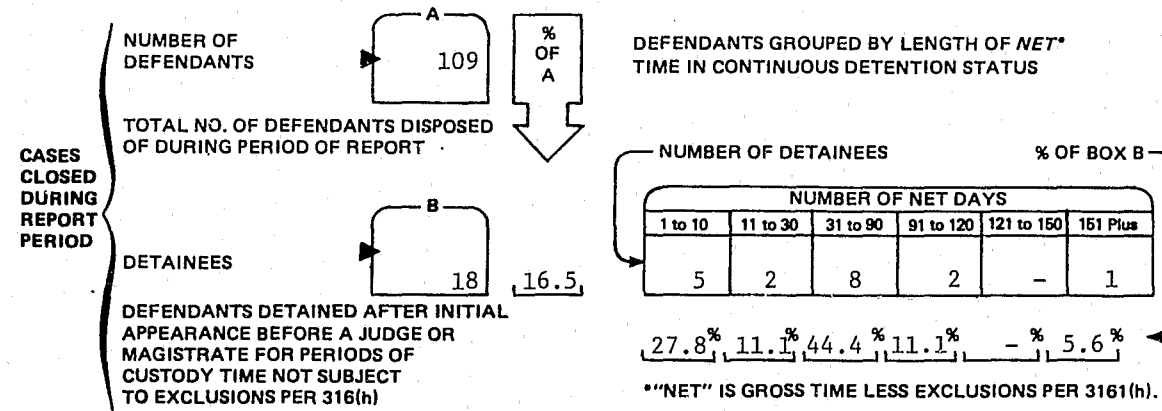 CASES
CLOSED
DURING
REPORT
PERIOD
A
NUMBER OF
DEFENDANTS
109
%
OF
A
TOTAL NO. OF DEFENDANTS DISPOSED
OF DURING PERIOD OF REPORT
B
DETAINEES
18 16.5
DEFENDANTS DETAINED AFTER INITIAL
APPEARANCE BEFORE A JUDGE OR
MAGISTRATE FOR PERIODS OF
CUSTODY TIME NOT SUBJECT
TO EXCLUSIONS PER 316(h)
DEFENDANTS GROUPED BY LENGTH OF NET*
TIME IN CONTINUOUS DETENTION STATUS
NUMBER OF DETAINEES % OF BOX B
NUMBER OF NET DAYS
1 to 10 11 to 30 31 to 90 91 to 120 121 to 150 151 Plus
5 2 8 2 – 1
27.8% 11.1% 44.4% 11.1% – % 5.6%
*"NET" IS GROSS TIME LESS EXCLUSIONS PER 3161(h).